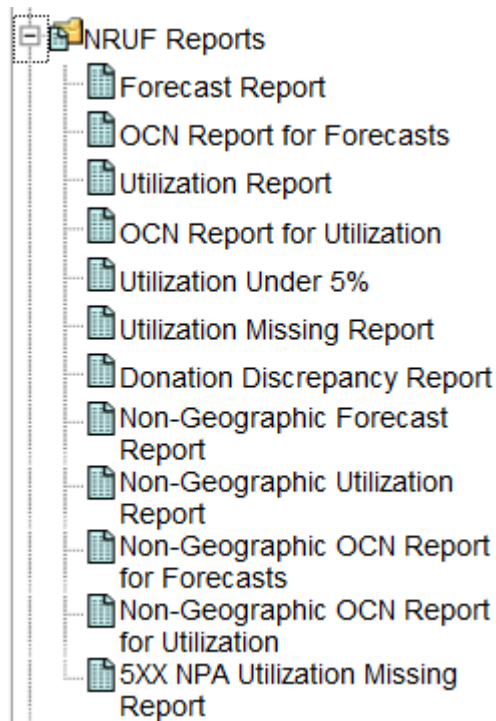 NRUF Reports
Forecast Report
OCN Report for Forecasts
Utilization Report
OCN Report for Utilization
Utilization Under 5%
Utilization Missing Report
Donation Discrepancy Report
Non-Geographic Forecast
Report
Non-Geographic Utilization
Report
Non-Geographic OCN Report
for Forecasts
Non-Geographic OCN Report
for Utilization
5XX NPA Utilization Missing
Report